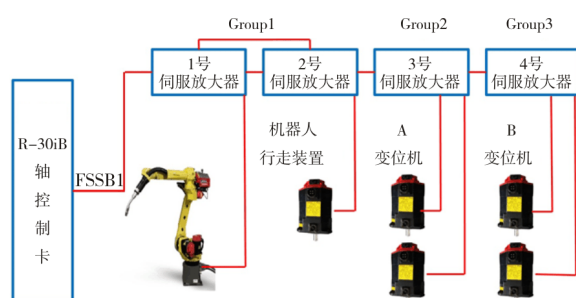 Group1
Group2
Group3
1号
伺服放大器
2号
伺服放大器
3号
伺服放大器
4号
伺服放大器
R-30iB
轴
控
制
卡
FSSB1
机器人
行走装置
A
变位机
B
变位机